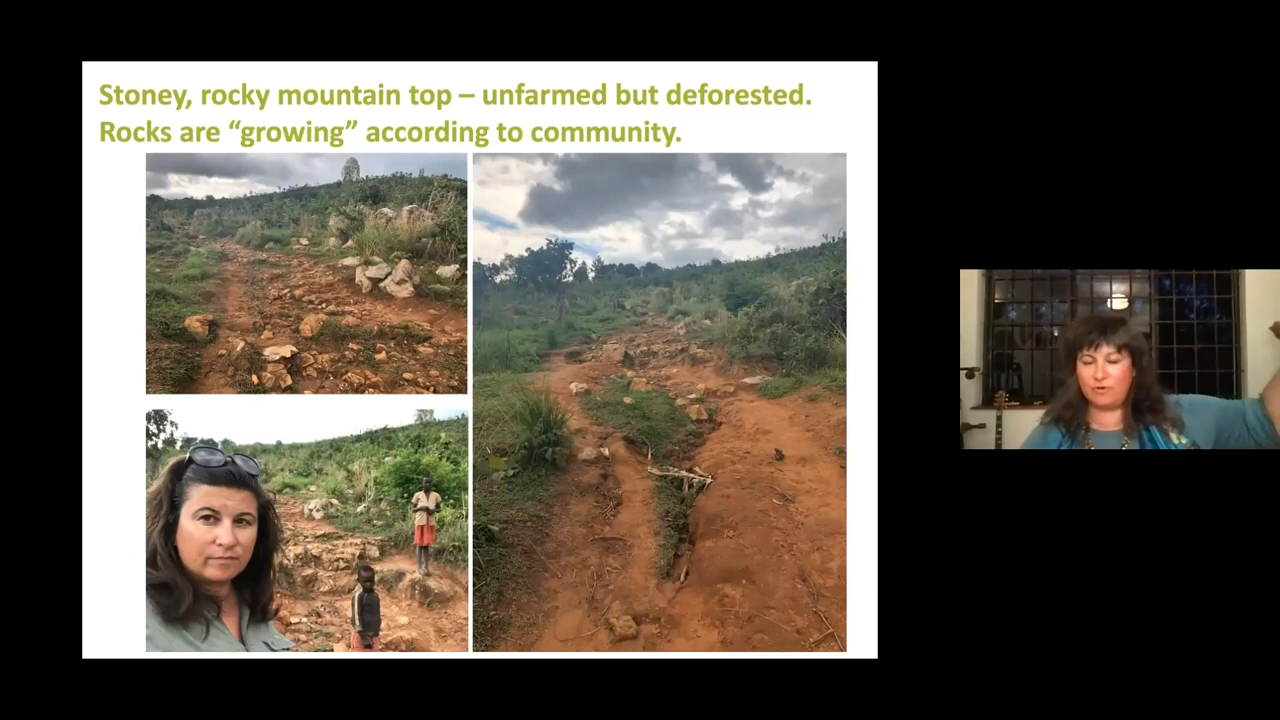 Stoney, rocky mountain top – unfarmed but deforested.
Rocks are “growing” according to community.